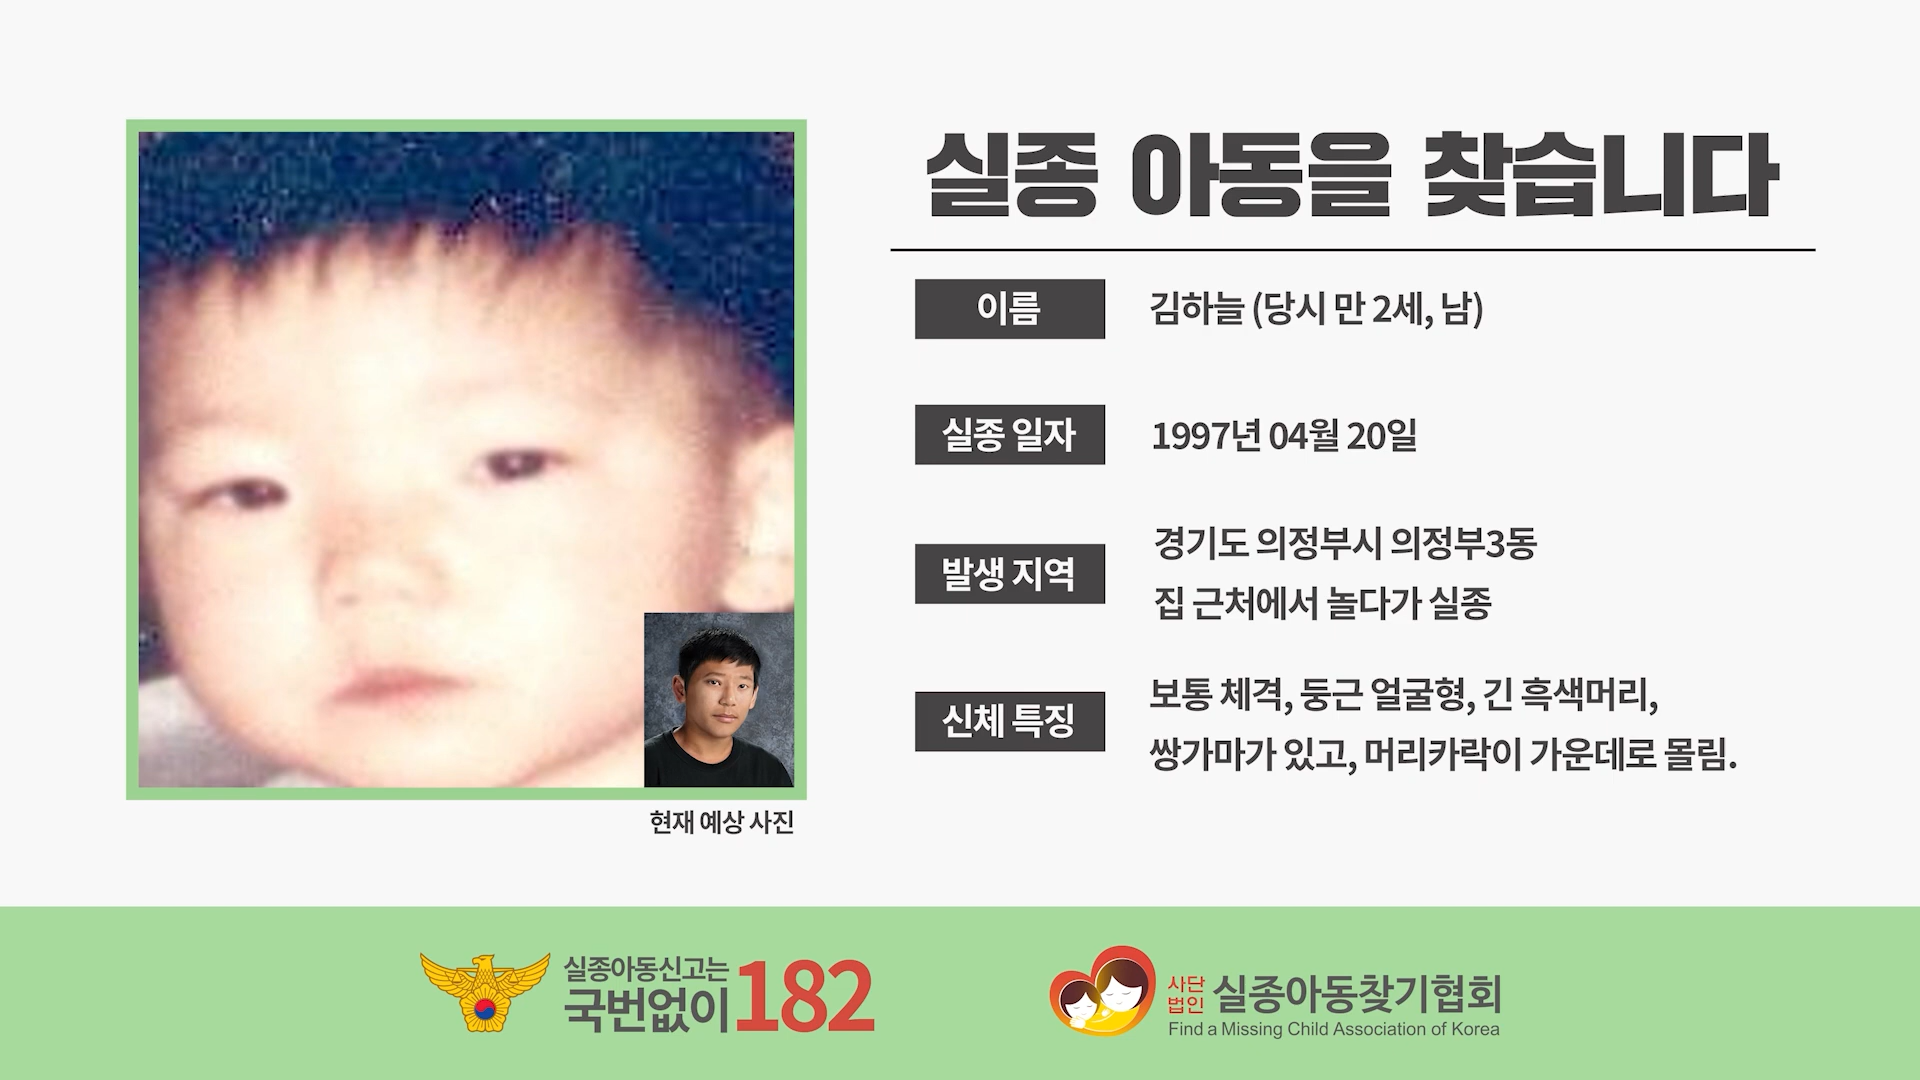 실종 아동을 찾습니다
이름
김하늘 (당시 만 2세, 남)
실종 일자
1997년 04월 20일
발생 지역
경기도 의정부시 의정부3동
집 근처에서 놀다가 실종
신체 특징
보통 체격, 둥근 얼굴형, 긴 흑색머리,
쌍가마가 있고, 머리카락이 가운데로 몰림.
현재 예상 사진
실종아동신고는
국번없이 182
사단법인 실종아동찾기협회
Find a Missing Child Association of Korea